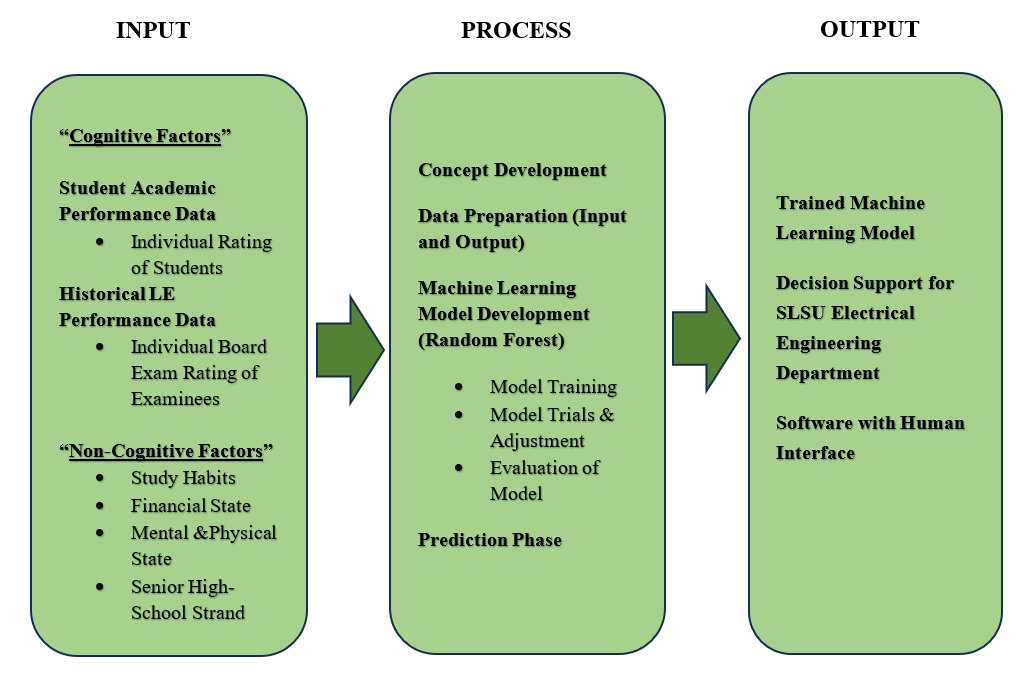 INPUT
PROCESS
OUTPUT
“Cognitive Factors”
Student Academic
Performance Data
• Individual Rating
of Students
Historical LE
Performance Data
• Individual Board
Exam Rating of
Examinees
“Non-Cognitive Factors”
• Study Habits
• Financial State
• Mental &Physical
State
• Senior High-
School Strand
Concept Development
Data Preparation (Input
and Output)
Machine Learning
Model Development
(Random Forest)
• Model Training
• Model Trials &
Adjustment
• Evaluation of
Model
Prediction Phase
Trained Machine
Learning Model
Decision Support for
SLSU Electrical
Engineering
Department
Software with Human
Interface